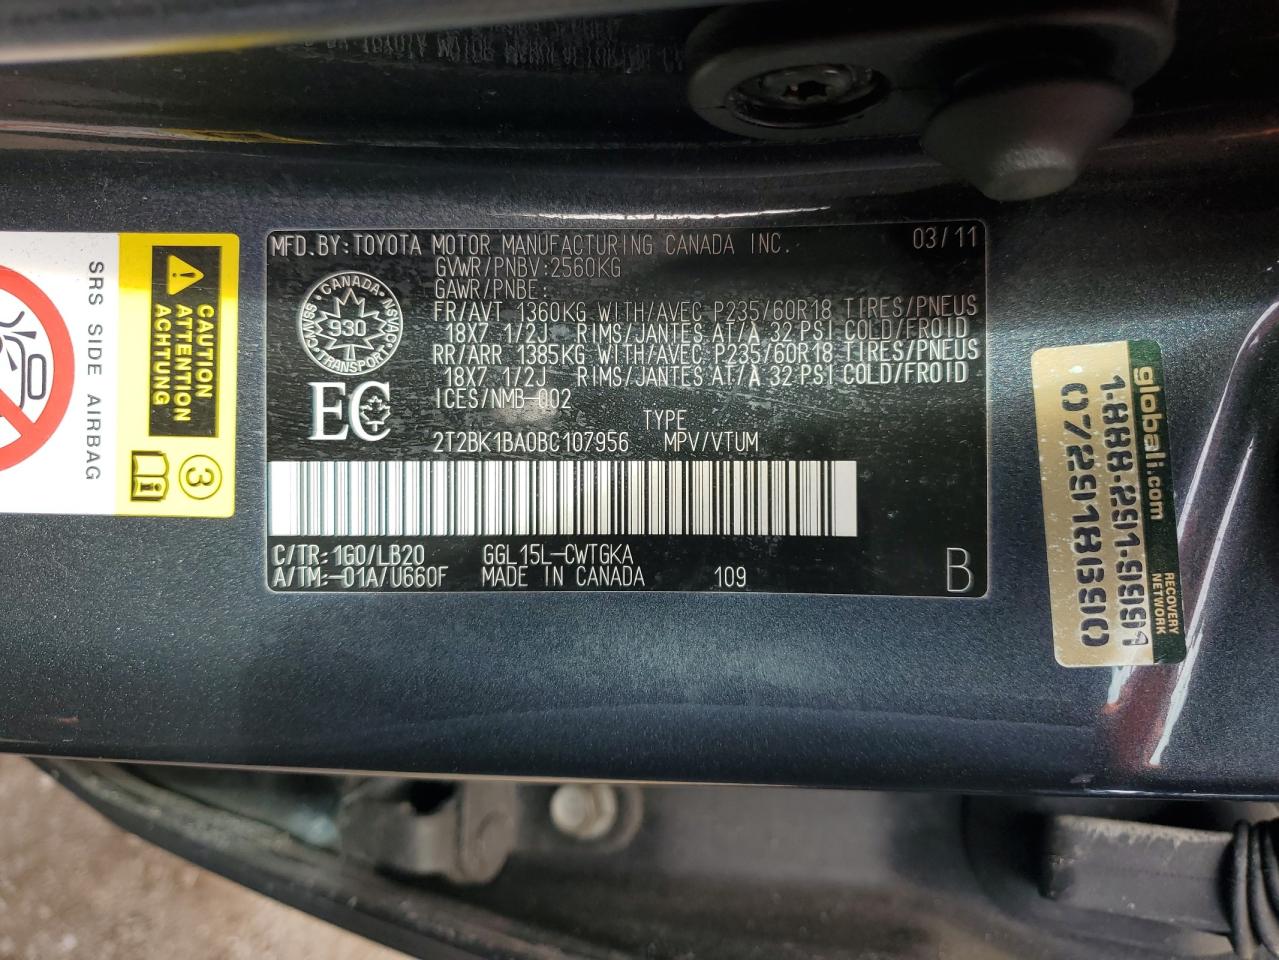 MFD.BY:TOYOTA MOTOR MANUFACTURING CANADA INC. 03/11
GVWR/PNBV:2560KG
GAWR/PNBE:
FR/AVT 1360KG WITH/AVEC P235/60R18 TIRES/PNEUS
18X7 1/2J RIMS/JANTES AT/A 32 PSI COLD/FROID
RR/ARR 1385KG WITH/AVEC P235/60R18 TIRES/PNEUS
18X7 1/2J RIMS/JANTES AT/A 32 PSI COLD/FROID
ICES/NMB-002
TYPE
2T2BK1BA0BC107956 MPV/VTUM
C/TR:1G0/LB20 GGL15L-CWTGKA
A/TM:-01A/U660F MADE IN CANADA 109
B
CANADA
930
TRANSPORT
EC
SRS SIDE AIRBAG
CAUTION
ATTENTION
ACHTUNG
3
globali.com
RECOVERY
NETWORK
1-888-291-9991